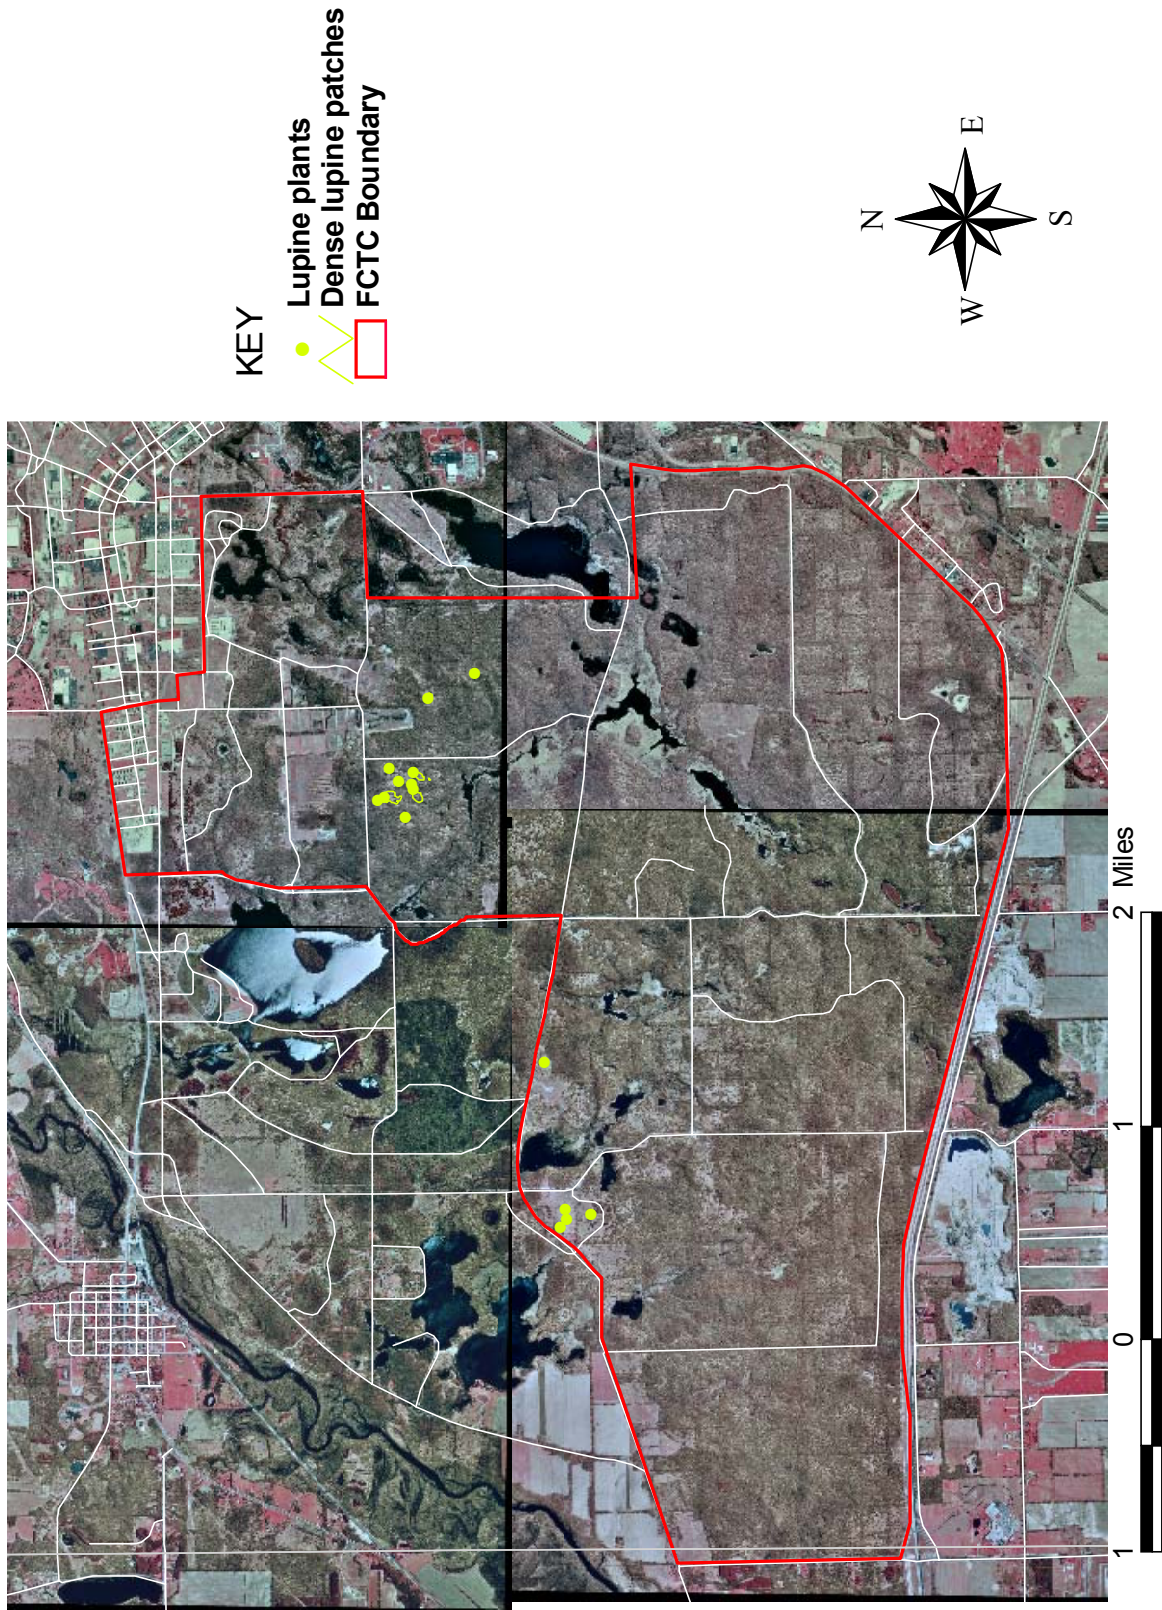 KEY
Lupine plants
Dense lupine patches
FCTC Boundary
N
E
W
S
1 0 1 2 Miles